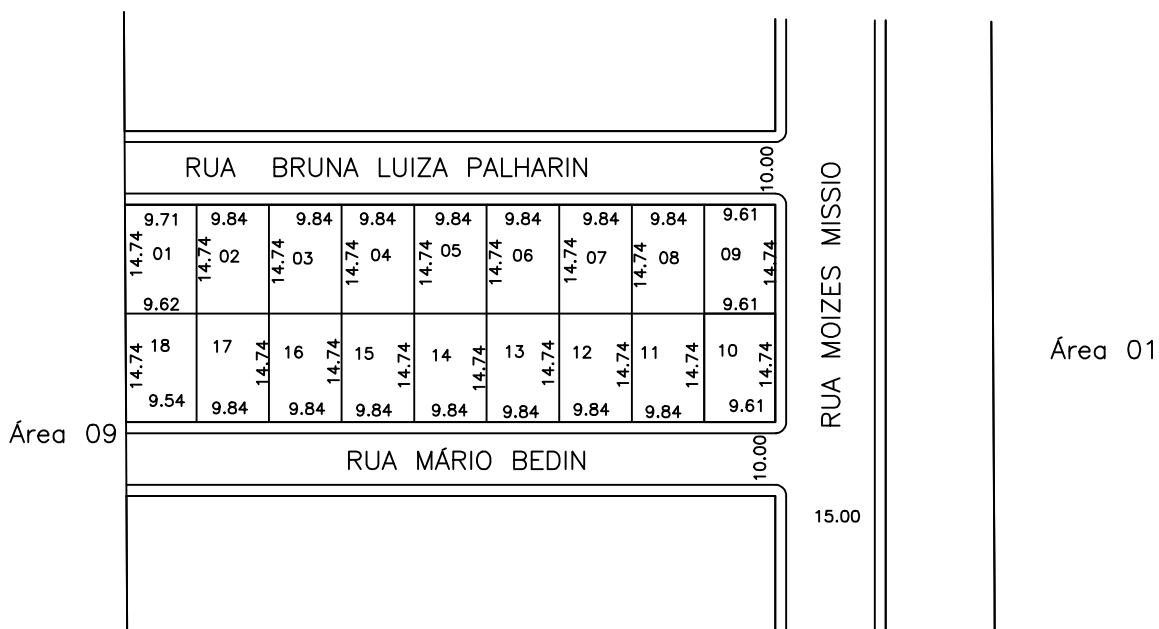 RUA BRUNA LUIZA PALHARIN
10.00
RUA MOIZES MISSIO
9.71 9.84 9.84 9.84 9.84 9.84 9.84 9.84 9.61
14.74 01 14.74 02 14.74 03 14.74 04 14.74 05 14.74 06 14.74 07 14.74 08 09 14.74
9.62 9.61
14.74 18 17 14.74 16 14.74 15 14.74 14 14.74 13 14.74 12 14.74 11 14.74 10 14.74
9.54 9.84 9.84 9.84 9.84 9.84 9.84 9.84 9.61
Área 01
Área 09
RUA MÁRIO BEDIN
10.00
15.00